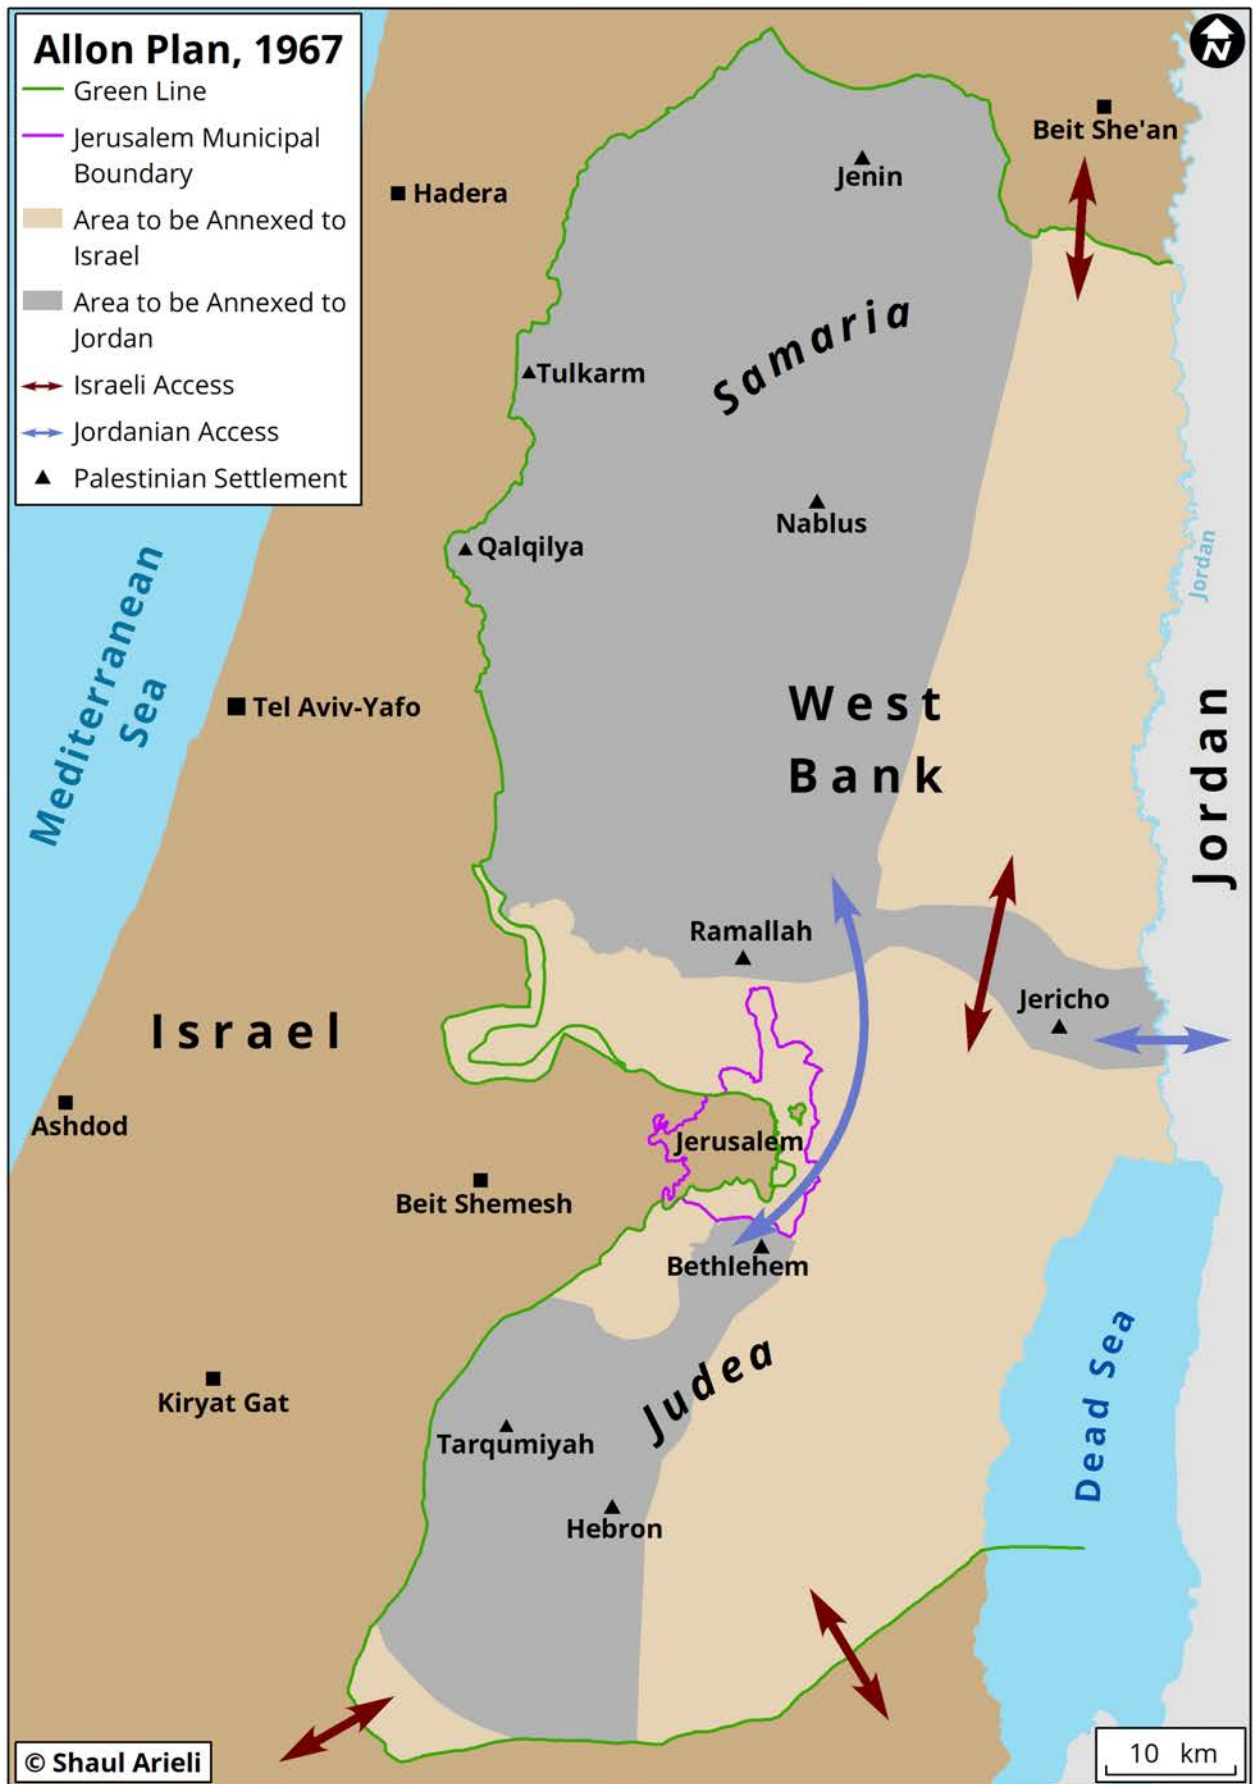 Allon Plan, 1967
Green Line
Jerusalem Municipal
Boundary
Area to be Annexed to
Israel
Area to be Annexed to
Jordan
Israeli Access
Jordanian Access
Palestinian Settlement
N
Beit She'an
Jenin
Hadera
Samaria
Tulkarm
Nablus
Qalqilya
Jordan
Mediterranean
Sea
Tel Aviv-Yafo
West
Bank
Jordan
Ramallah
Jericho
Israel
Ashdod
Jerusalem
Beit Shemesh
Bethlehem
Judea
Dead Sea
Kiryat Gat
Tarqumiyah
Hebron
© Shaul Arieli
10 km